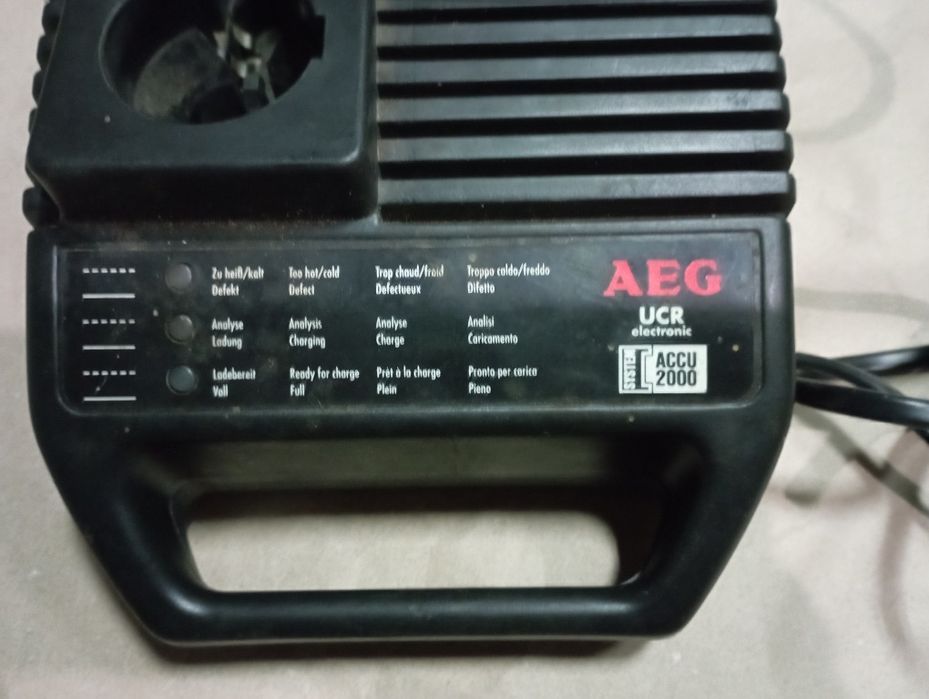 Zu heiß/kalt Too hot/cold Trop chaud/froid Troppo caldo/freddo
Defekt Defect Defectueux Difetto
Analyse Analysis Analyse Analisi
Ladung Charging Charge Caricamento
Ladebereit Ready for charge Prêt à la charge Pronto per carica
Voll Full Plein Pieno
AEG
UCR
electronic
SYSTEM
ACCU
2000